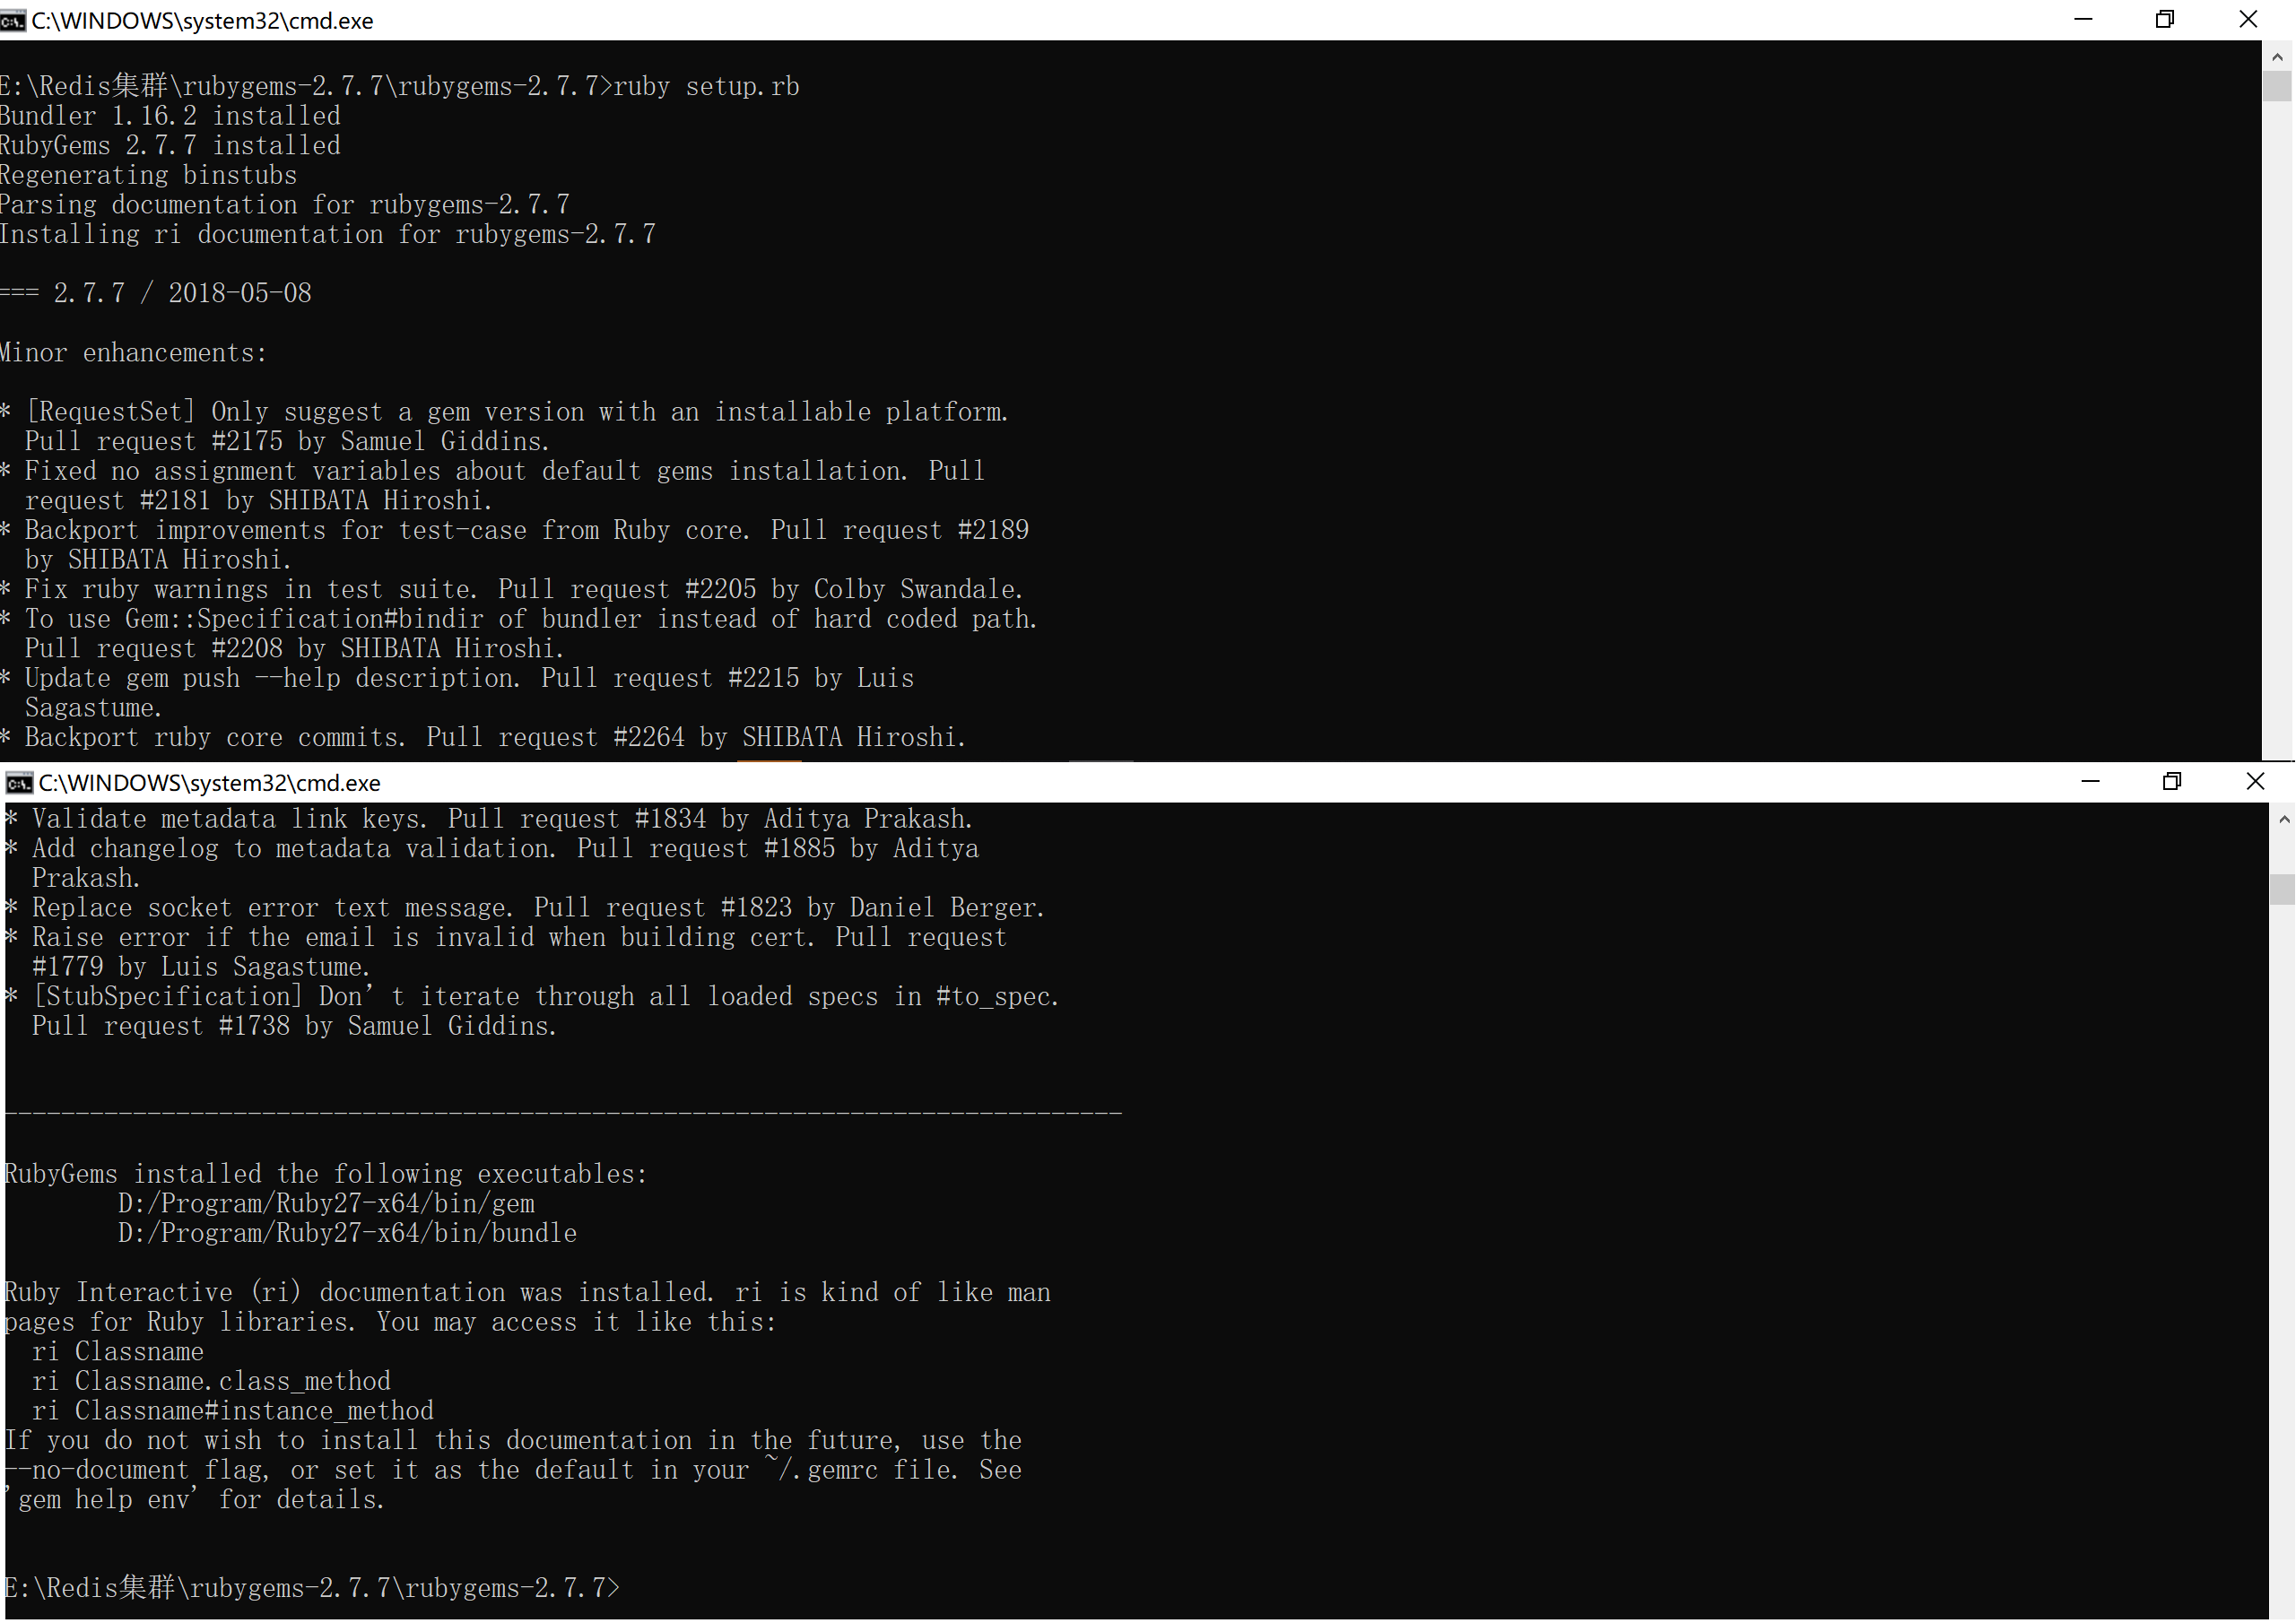 C:\WINDOWS\system32\cmd.exe
E:\Redis集群\rubygems-2.7.7\rubygems-2.7.7>ruby setup.rb
Bundler 1.16.2 installed
RubyGems 2.7.7 installed
Regenerating binstubs
Parsing documentation for rubygems-2.7.7
Installing ri documentation for rubygems-2.7.7
=== 2.7.7 / 2018-05-08
Minor enhancements:
* [RequestSet] Only suggest a gem version with an installable platform.
Pull request #2175 by Samuel Giddins.
* Fixed no assignment variables about default gems installation. Pull
request #2181 by SHIBATA Hiroshi.
* Backport improvements for test-case from Ruby core. Pull request #2189
by SHIBATA Hiroshi.
* Fix ruby warnings in test suite. Pull request #2205 by Colby Swandale.
* To use Gem::Specification#bindir of bundler instead of hard coded path.
Pull request #2208 by SHIBATA Hiroshi.
* Update gem push --help description. Pull request #2215 by Luis
Sagastume.
* Backport ruby core commits. Pull request #2264 by SHIBATA Hiroshi.
C:\WINDOWS\system32\cmd.exe
* Validate metadata link keys. Pull request #1834 by Aditya Prakash.
* Add changelog to metadata validation. Pull request #1885 by Aditya
Prakash.
* Replace socket error text message. Pull request #1823 by Daniel Berger.
* Raise error if the email is invalid when building cert. Pull request
#1779 by Luis Sagastume.
* [StubSpecification] Don’t iterate through all loaded specs in #to_spec.
Pull request #1738 by Samuel Giddins.
------------------------------------------------------------------------------
RubyGems installed the following executables:
D:/Program/Ruby27-x64/bin/gem
D:/Program/Ruby27-x64/bin/bundle
Ruby Interactive (ri) documentation was installed. ri is kind of like man
pages for Ruby libraries. You may access it like this:
ri Classname
ri Classname.class_method
ri Classname#instance_method
If you do not wish to install this documentation in the future, use the
--no-document flag, or set it as the default in your ~/.gemrc file. See
'gem help env' for details.
E:\Redis集群\rubygems-2.7.7\rubygems-2.7.7>